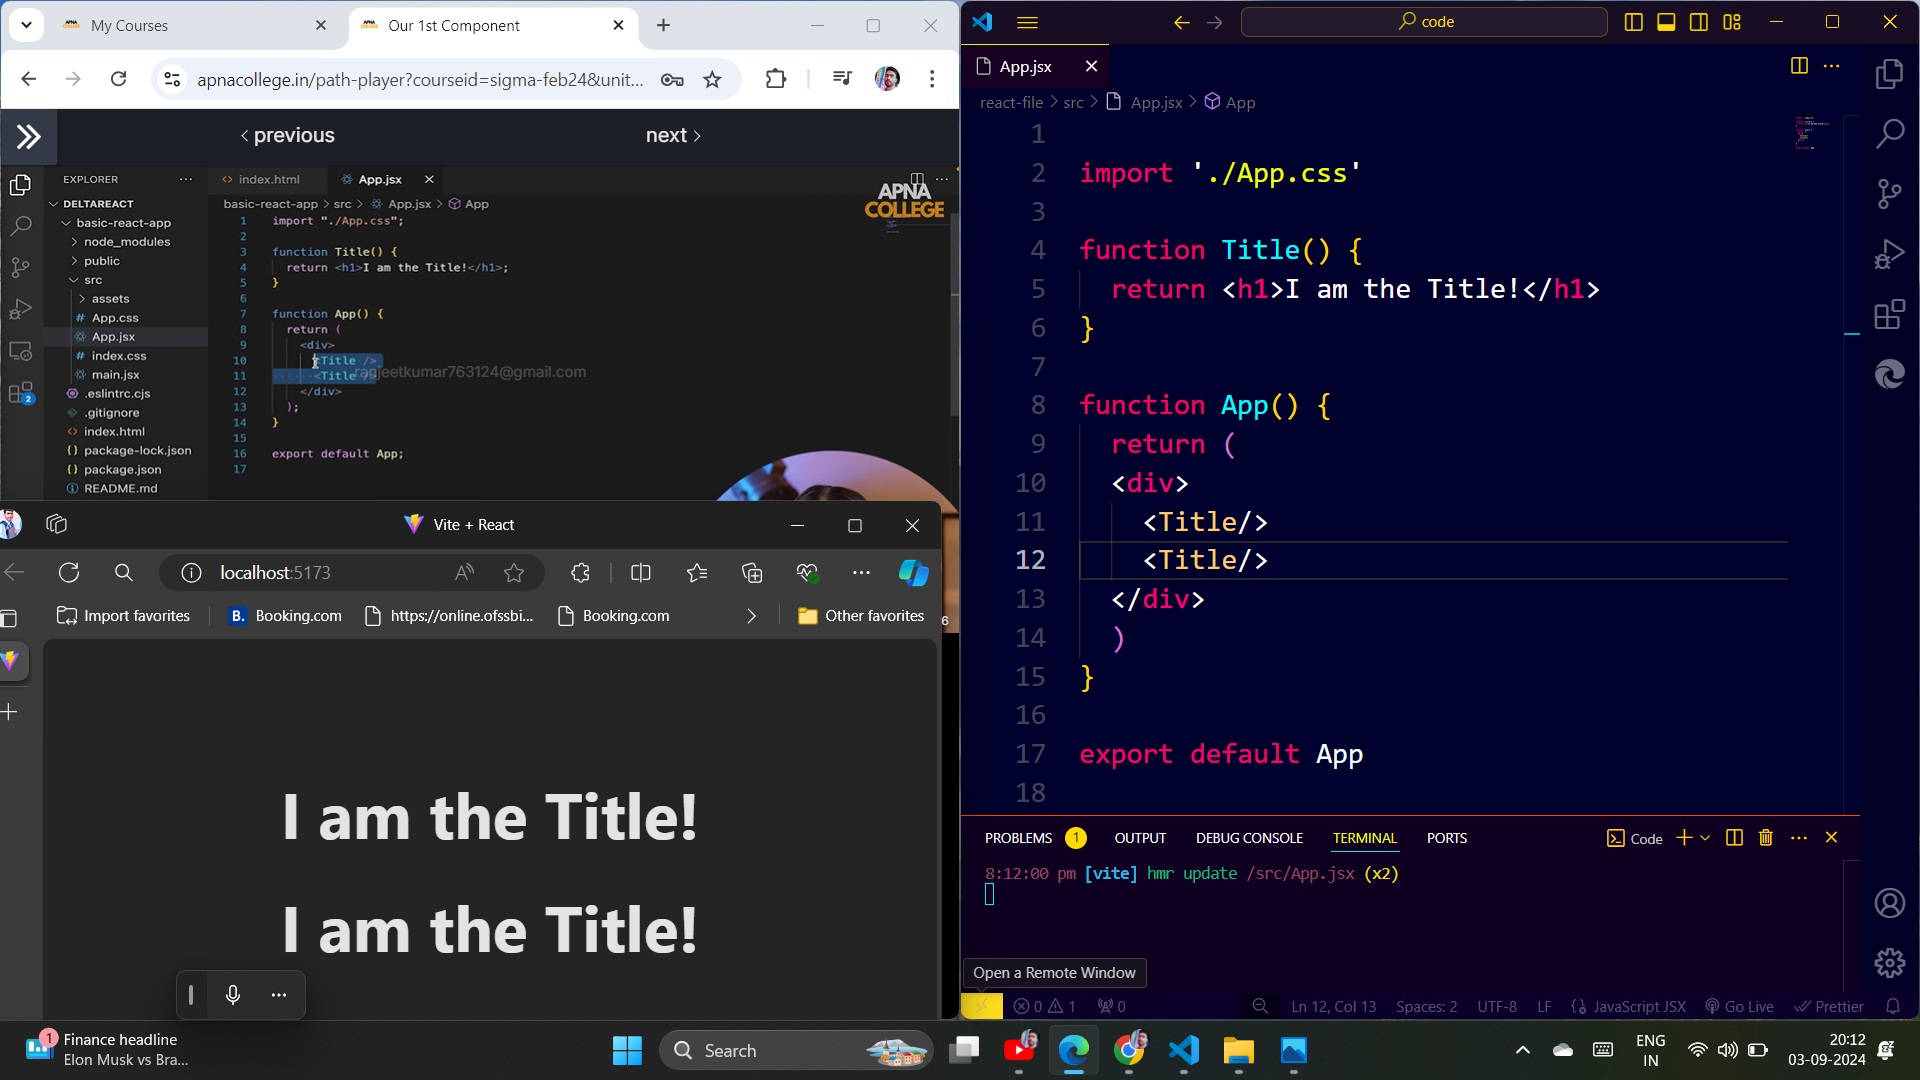 My Courses
Our 1st Component
apnacollege.in/path-player?courseid=sigma-feb24&unit...
previous
next
EXPLORER
index.html
App.jsx
APNA
COLLEGE
DELTAREACT
basic-react-app > src > App.jsx > App
basic-react-app
node_modules
public
src
assets
App.css
App.jsx
index.css
main.jsx
.eslintrc.cjs
.gitignore
index.html
package-lock.json
package.json
README.md
2
1 import "./App.css";
2
3 function Title() {
4 return <h1>I am the Title!</h1>;
5 }
6
7 function App() {
8 return (
9 <div>
10 <Title />
11 <Title />
12 </div>
13 );
14 }
15
16 export default App;
17
Vite + React
localhost:5173
Import favorites
B. Booking.com
https://online.ofssbi...
Booking.com
Other favorites
6
I am the Title!
I am the Title!
code
App.jsx
react-file > src > App.jsx > App
1
2 import './App.css'
3
4 function Title() {
5 return <h1>I am the Title!</h1>
6 }
7
8 function App() {
9 return (
10 <div>
11 <Title/>
12 <Title/>
13 </div>
14 )
15 }
16
17 export default App
18
PROBLEMS 1 OUTPUT DEBUG CONSOLE TERMINAL PORTS
Code
8:12:00 pm [vite] hmr update /src/App.jsx (x2)
Open a Remote Window
0 1 0
Ln 12, Col 13 Spaces: 2 UTF-8 LF {} JavaScript JSX Go Live Prettier
1
Finance headline
Elon Musk vs Bra...
Search
ENG
IN
20:12
03-09-2024